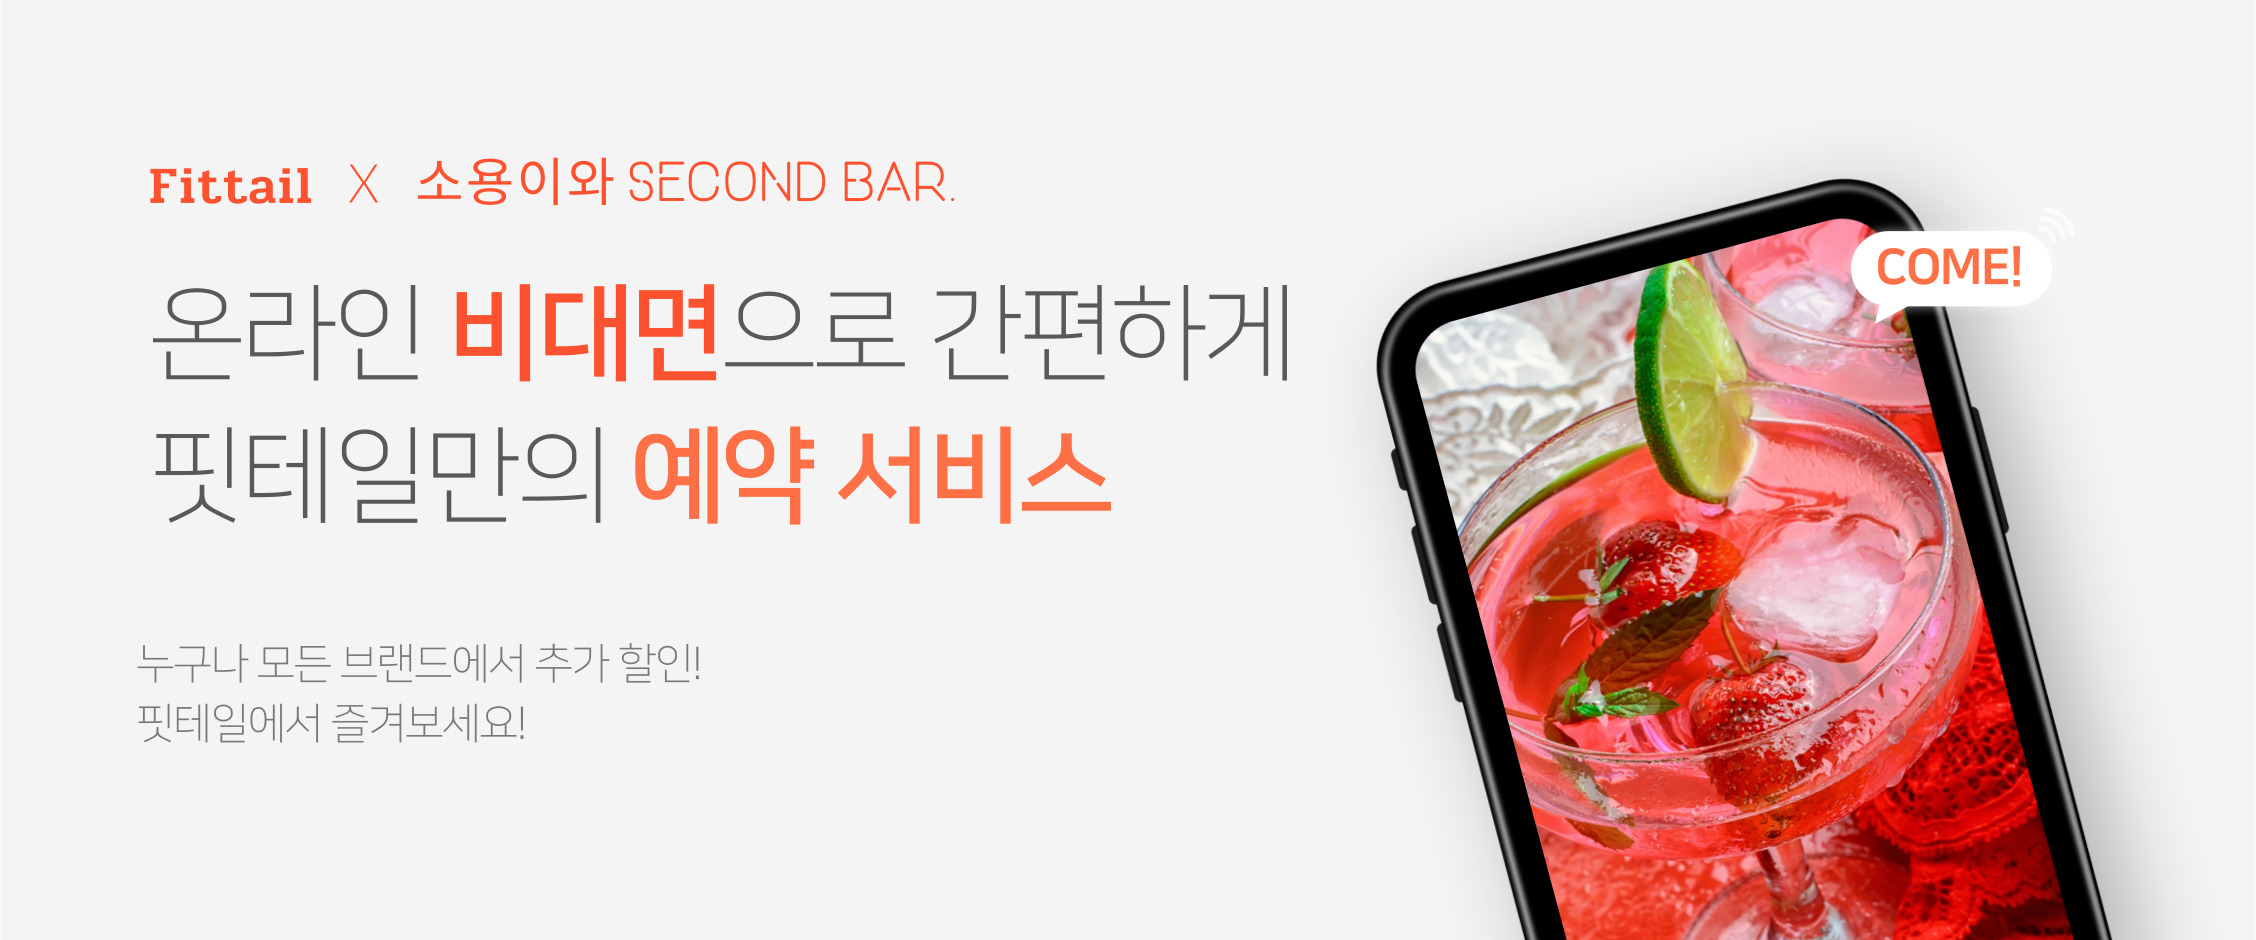 Fittail X 소용이와 SECOND BAR.
온라인 비대면으로 간편하게
핏테일만의 예약 서비스
누구나 모든 브랜드에서 추가 할인!
핏테일에서 즐겨보세요!
COME!